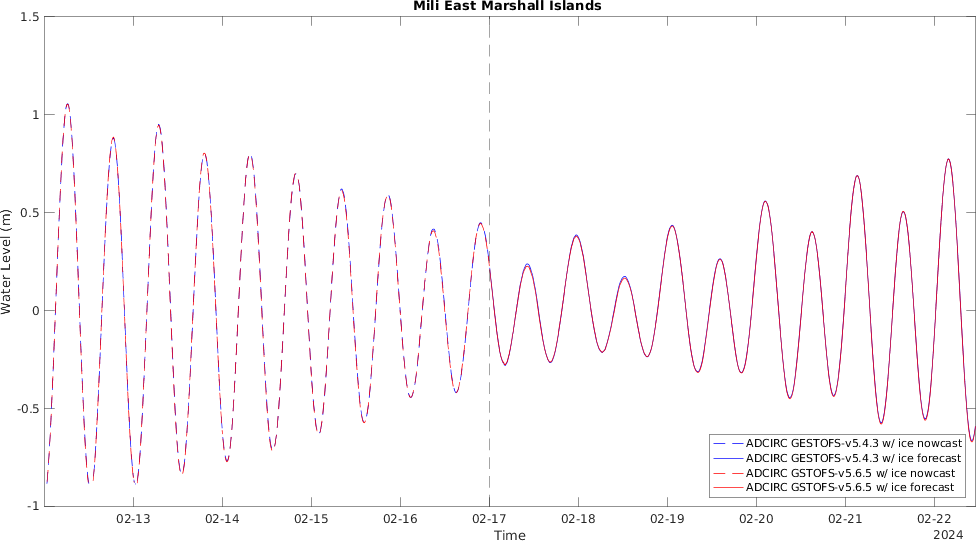 Mili East Marshall Islands
1.5
1
0.5
0
-0.5
-1
Water Level (m)
02-13
02-14
02-15
02-16
02-17
02-18
02-19
02-20
02-21
02-22
Time
2024
ADCIRC GESTOFS-v5.4.3 w/ ice nowcast
ADCIRC GESTOFS-v5.4.3 w/ ice forecast
ADCIRC GSTOFS-v5.6.5 w/ ice nowcast
ADCIRC GSTOFS-v5.6.5 w/ ice forecast